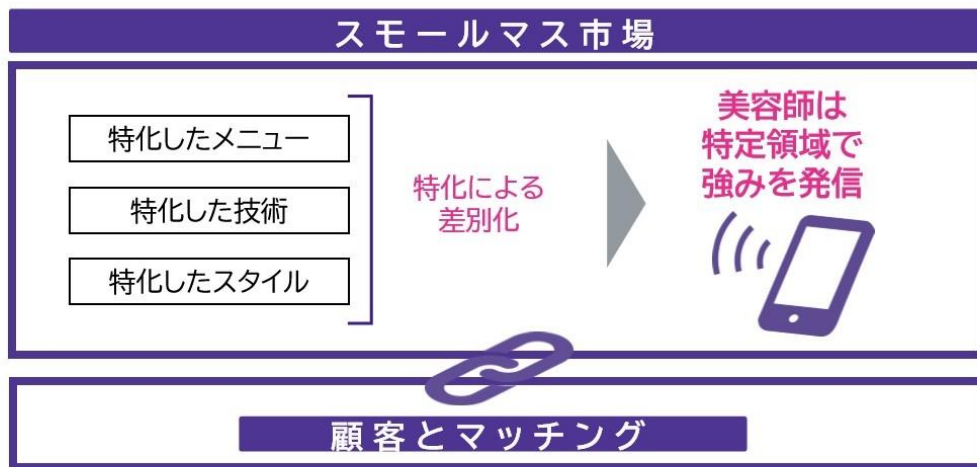 スモールマス市場
特化したメニュー
特化した技術
特化したスタイル
特化による
差別化
美容師は
特定領域で
強みを発信
顧客とマッチング